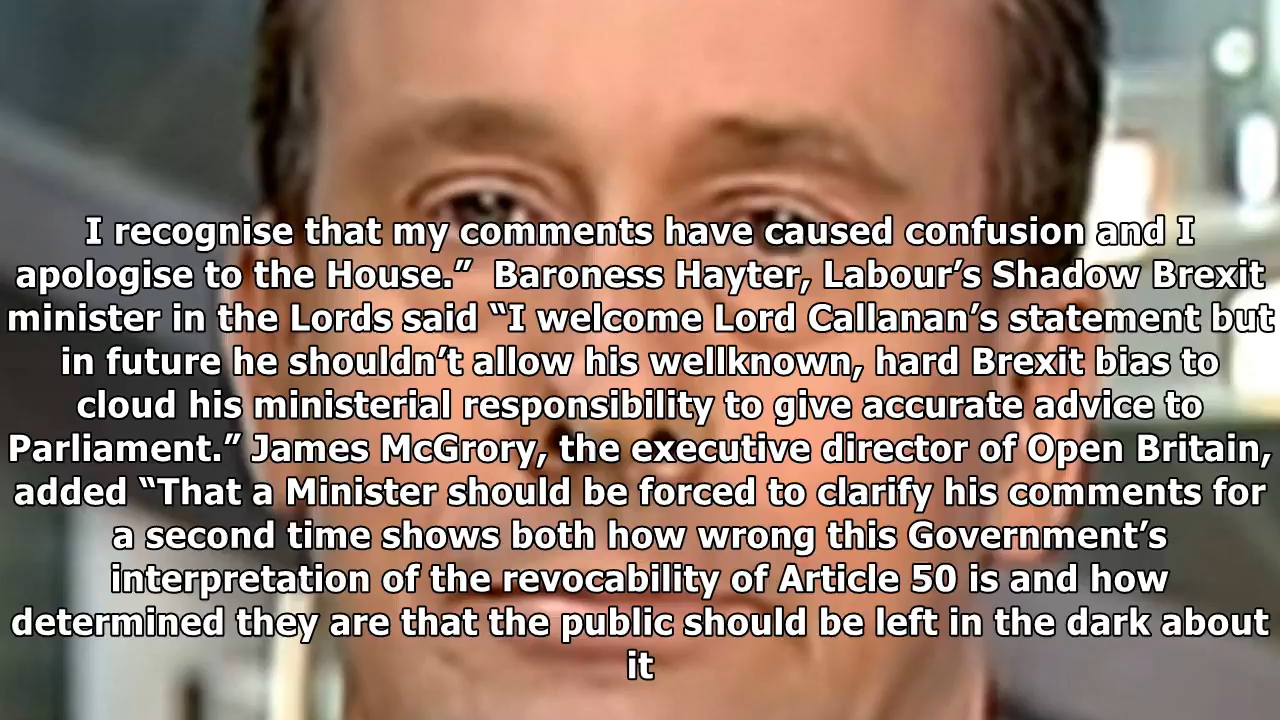 I recognise that my comments have caused confusion and I
apologise to the House.”  Baroness Hayter, Labour’s Shadow Brexit
minister in the Lords said “I welcome Lord Callanan’s statement but
in future he shouldn’t allow his wellknown, hard Brexit bias to
cloud his ministerial responsibility to give accurate advice to
Parliament.” James McGrory, the executive director of Open Britain,
added “That a Minister should be forced to clarify his comments for
a second time shows both how wrong this Government’s
interpretation of the revocability of Article 50 is and how
determined they are that the public should be left in the dark about
it